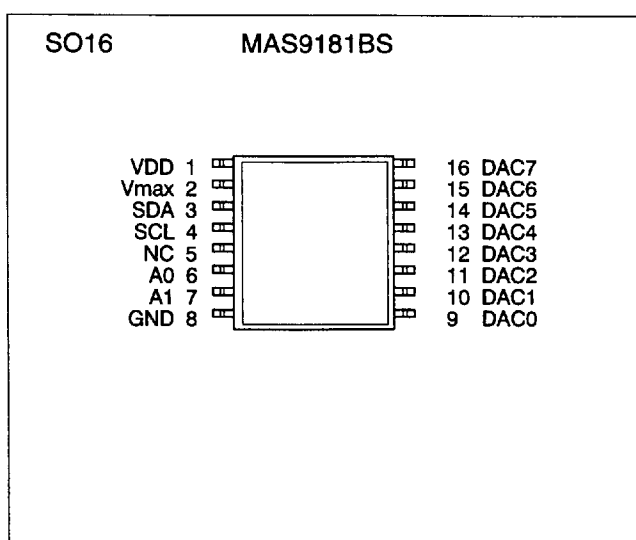 SO16 MAS9181BS
VDD 1 16 DAC7
Vmax 2 15 DAC6
SDA 3 14 DAC5
SCL 4 13 DAC4
NC 5 12 DAC3
A0 6 11 DAC2
A1 7 10 DAC1
GND 8 9 DAC0